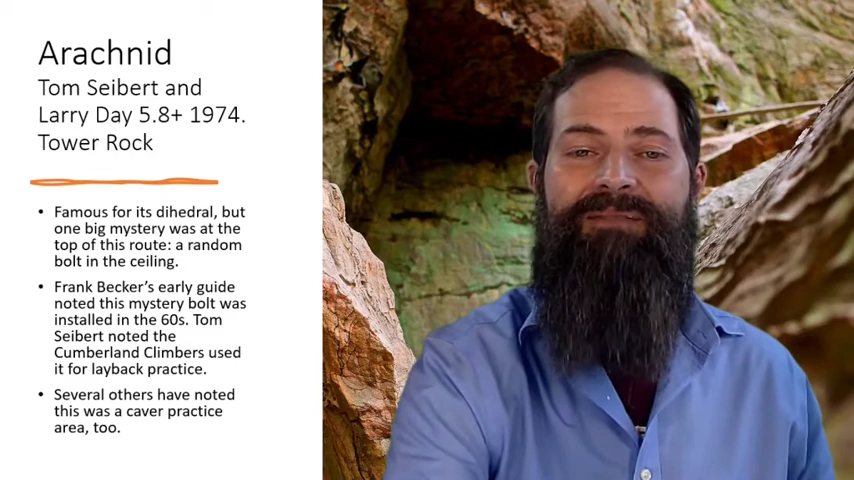 Arachnid
Tom Seibert and
Larry Day 5.8+ 1974.
Tower Rock
• Famous for its dihedral, but
one big mystery was at the
top of this route: a random
bolt in the ceiling.
• Frank Becker's early guide
noted this mystery bolt was
installed in the 60s. Tom
Seibert noted the
Cumberland Climbers used
it for layback practice.
• Several others have noted
this was a caver practice
area, too.